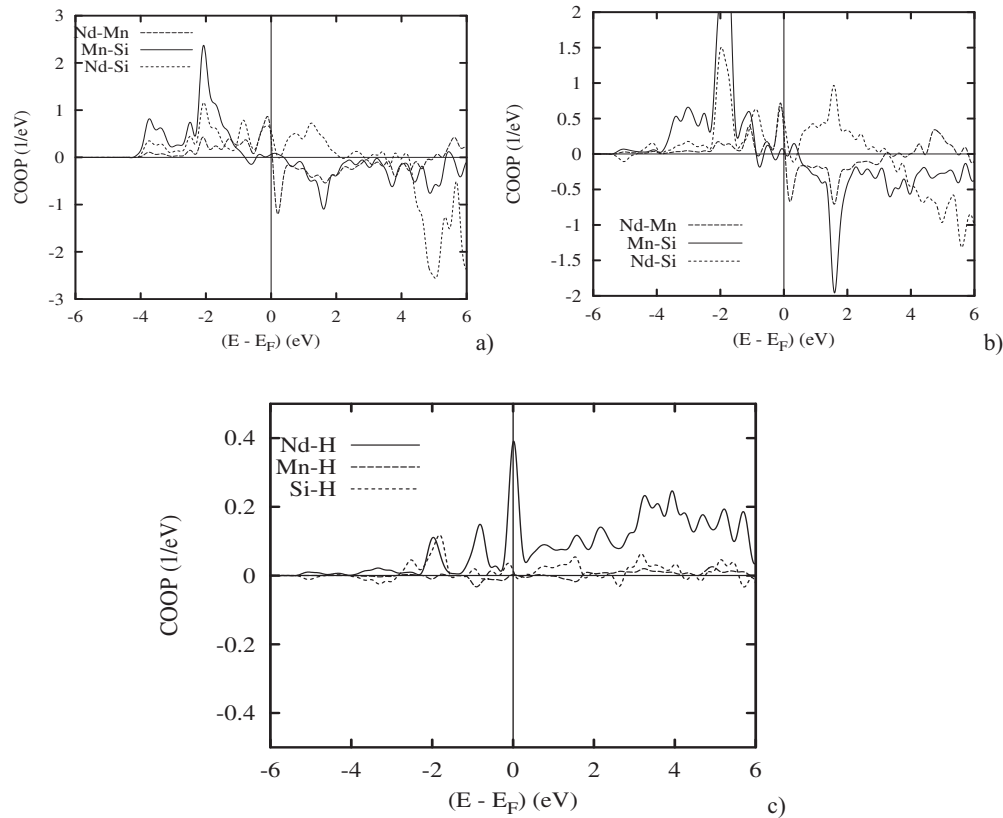 3
2
1
0
-1
-2
-3
COOP (1/eV)
Nd-Mn
Mn-Si
Nd-Si
-6
-4
-2
0
2
4
6
(E - E_F) (eV)
a)
2
1.5
1
0.5
0
-0.5
-1
-1.5
-2
COOP (1/eV)
Nd-Mn
Mn-Si
Nd-Si
-6
-4
-2
0
2
4
6
(E - E_F) (eV)
b)
0.4
0.2
0
-0.2
-0.4
COOP (1/eV)
Nd-H
Mn-H
Si-H
-6
-4
-2
0
2
4
6
(E - E_F) (eV)
c)